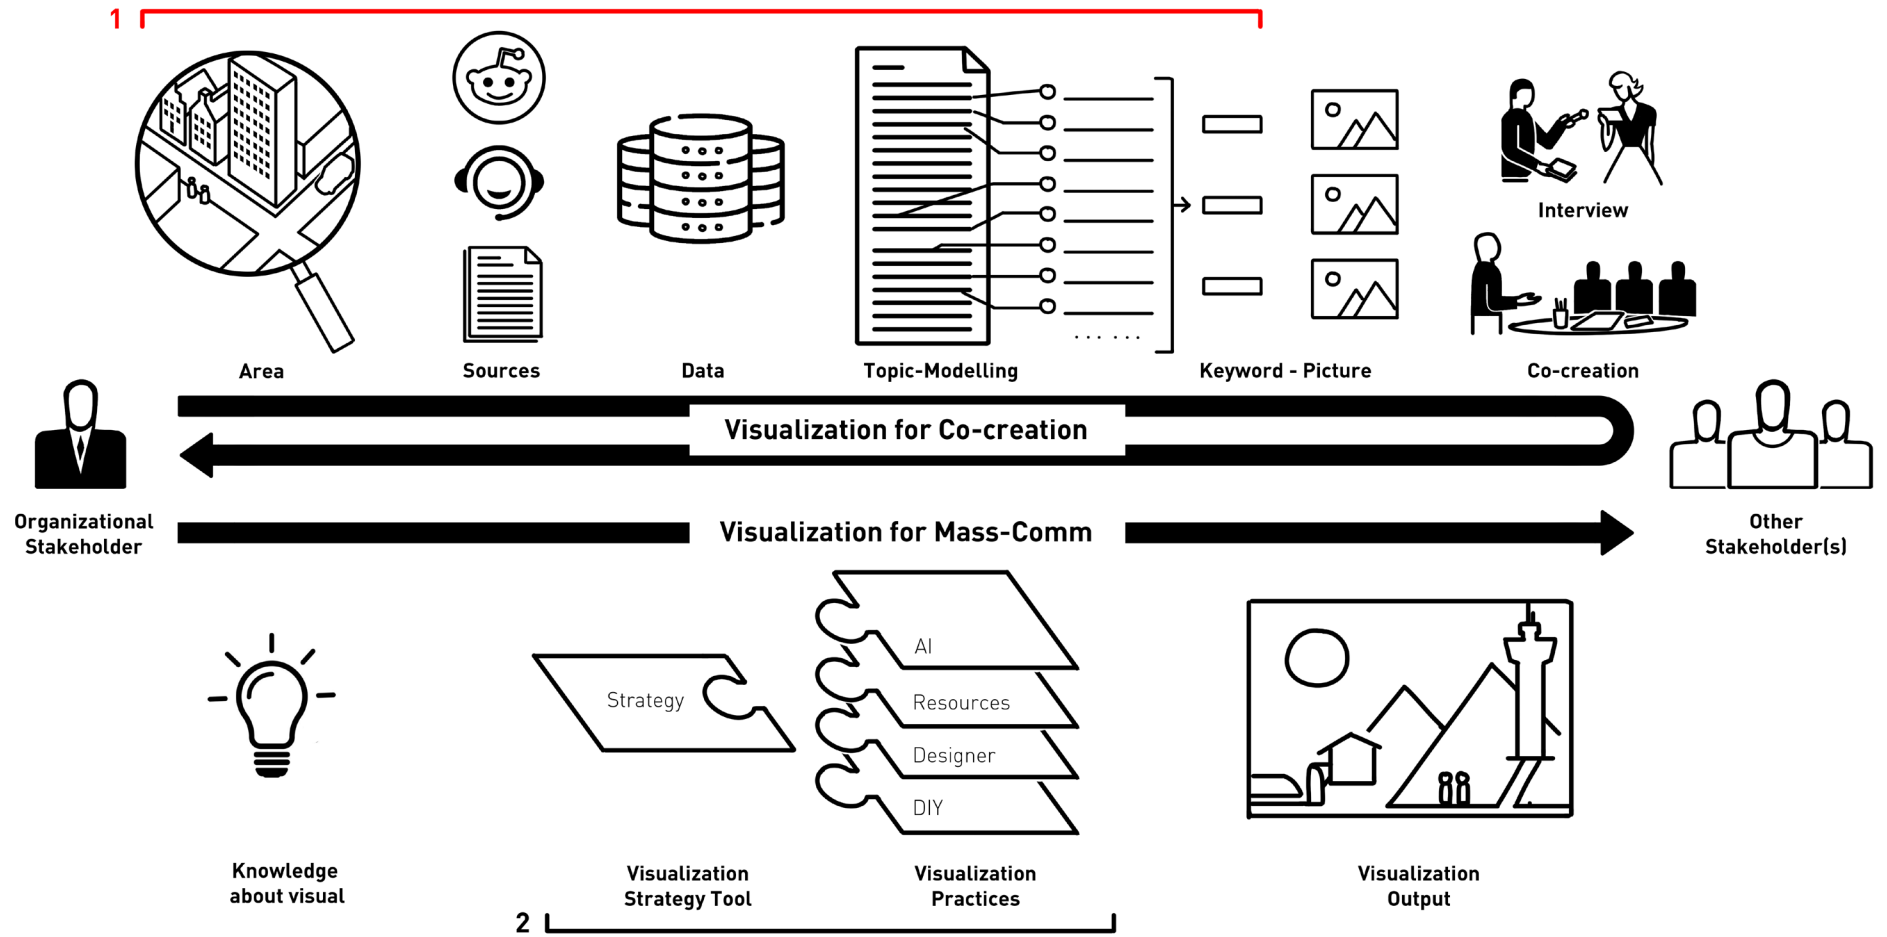 1
Interview
Area
Sources
Data
Topic-Modelling
Keyword - Picture
Co-creation
Visualization for Co-creation
Organizational
Stakeholder
Visualization for Mass-Comm
Other
Stakeholder(s)
Strategy
AI
Resources
Designer
DIY
Knowledge
about visual
Visualization
Strategy Tool
Visualization
Practices
Visualization
Output
2